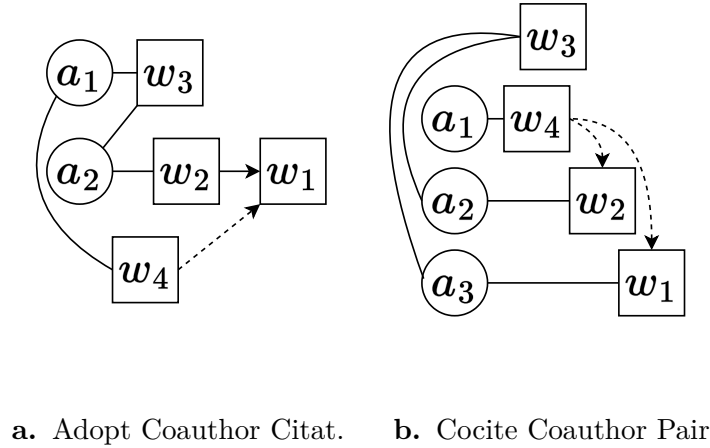 a₁ w₃
a₂ w₂ w₁
w₄
w₃
a₁ w₄
a₂ w₂
a₃ w₁
a. Adopt Coauthor Citat.
b. Cocite Coauthor Pair